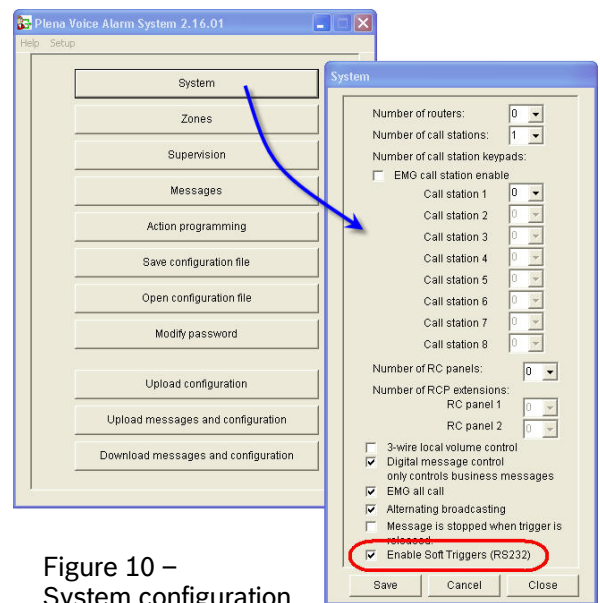 Plena Voice Alarm System 2.16.01
Help Setup
System
Zones
Supervision
Messages
Action programming
Save configuration file
Open configuration file
Modify password
Upload configuration
Upload messages and configuration
Download messages and configuration
System
Number of routers: 0
Number of call stations: 1
Number of call station keypads:
EMG call station enable
Call station 1 0
Call station 2 0
Call station 3 0
Call station 4 0
Call station 5 0
Call station 6 0
Call station 7 0
Call station 8 0
Number of RC panels: 0
Number of RCP extensions:
RC panel 1 0
RC panel 2 0
3-wire local volume control
Digital message control
only controls business messages
EMG all call
Alternating broadcasting
Message is stopped when trigger is
released.
Enable Soft Triggers (RS232)
Save Cancel Close
Figure 10 –
System configuration